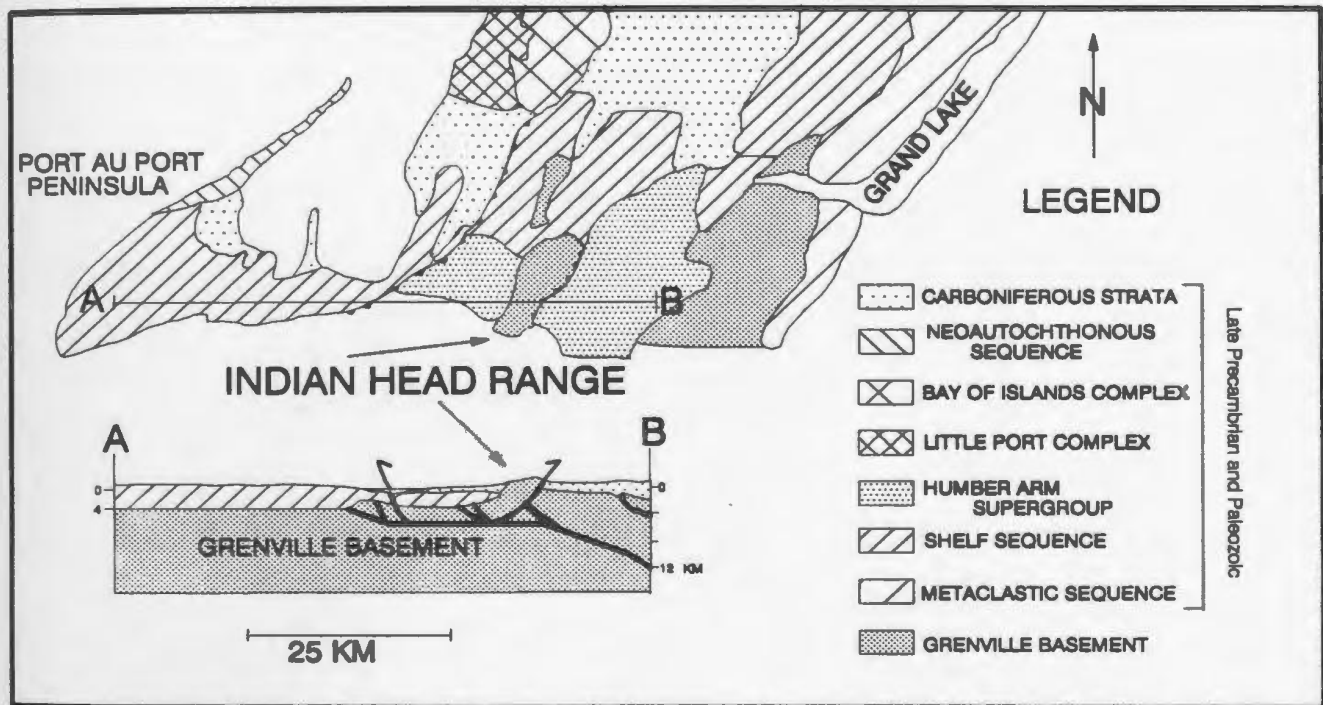 PORT AU PORT
PENINSULA
GRAND LAKE
N
LEGEND
A
B
INDIAN HEAD RANGE
CARBONIFEROUS STRATA
NEOAUTOCHTHONOUS
SEQUENCE
BAY OF ISLANDS COMPLEX
LITTLE PORT COMPLEX
HUMBER ARM
SUPERGROUP
SHELF SEQUENCE
METACLASTIC SEQUENCE
GRENVILLE BASEMENT
Late Precambrian and Paleozoic
A
B
0
4
0
12 KM
GRENVILLE BASEMENT
25 KM